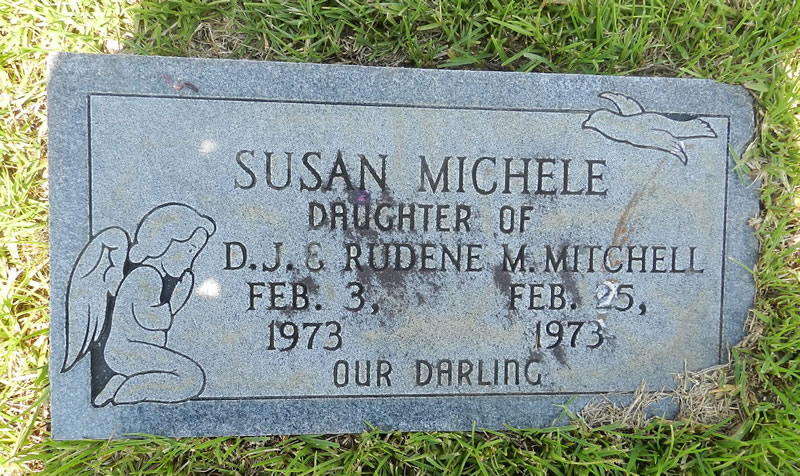 SUSAN MICHELE
DAUGHTER OF
D.J. & RUDENE M. MITCHELL
FEB. 3, FEB. 25,
1973 1973
OUR DARLING